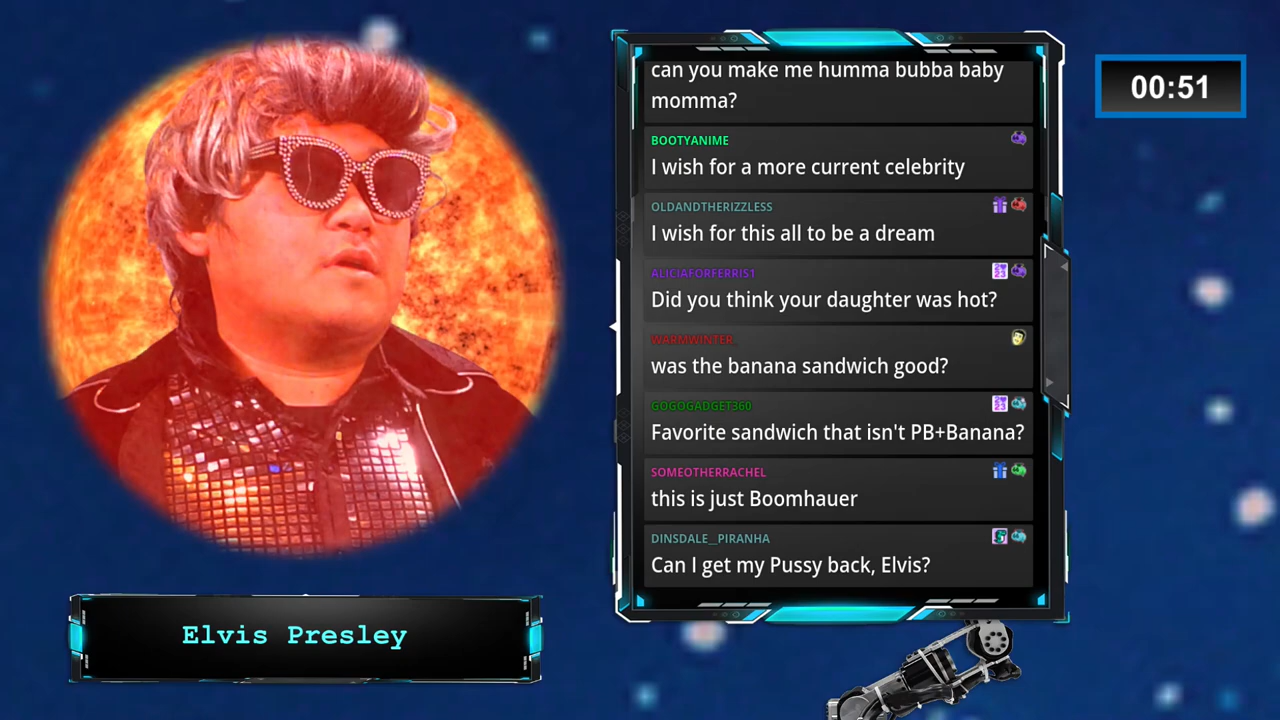 can you make me humma bubba baby
momma?
BOOTYANIME
I wish for a more current celebrity
OLDANDTHERIZZLESS
I wish for this all to be a dream
ALICIAFORFERRIS1
Did you think your daughter was hot?
WARMWINTER
was the banana sandwich good?
GOGOGADGET360
Favorite sandwich that isn't PB+Banana?
SOMEOTHERRACHEL
this is just Boomhauer
DINSDALE__PIRANHA
Can I get my Pussy back, Elvis?
00:51
Elvis Presley